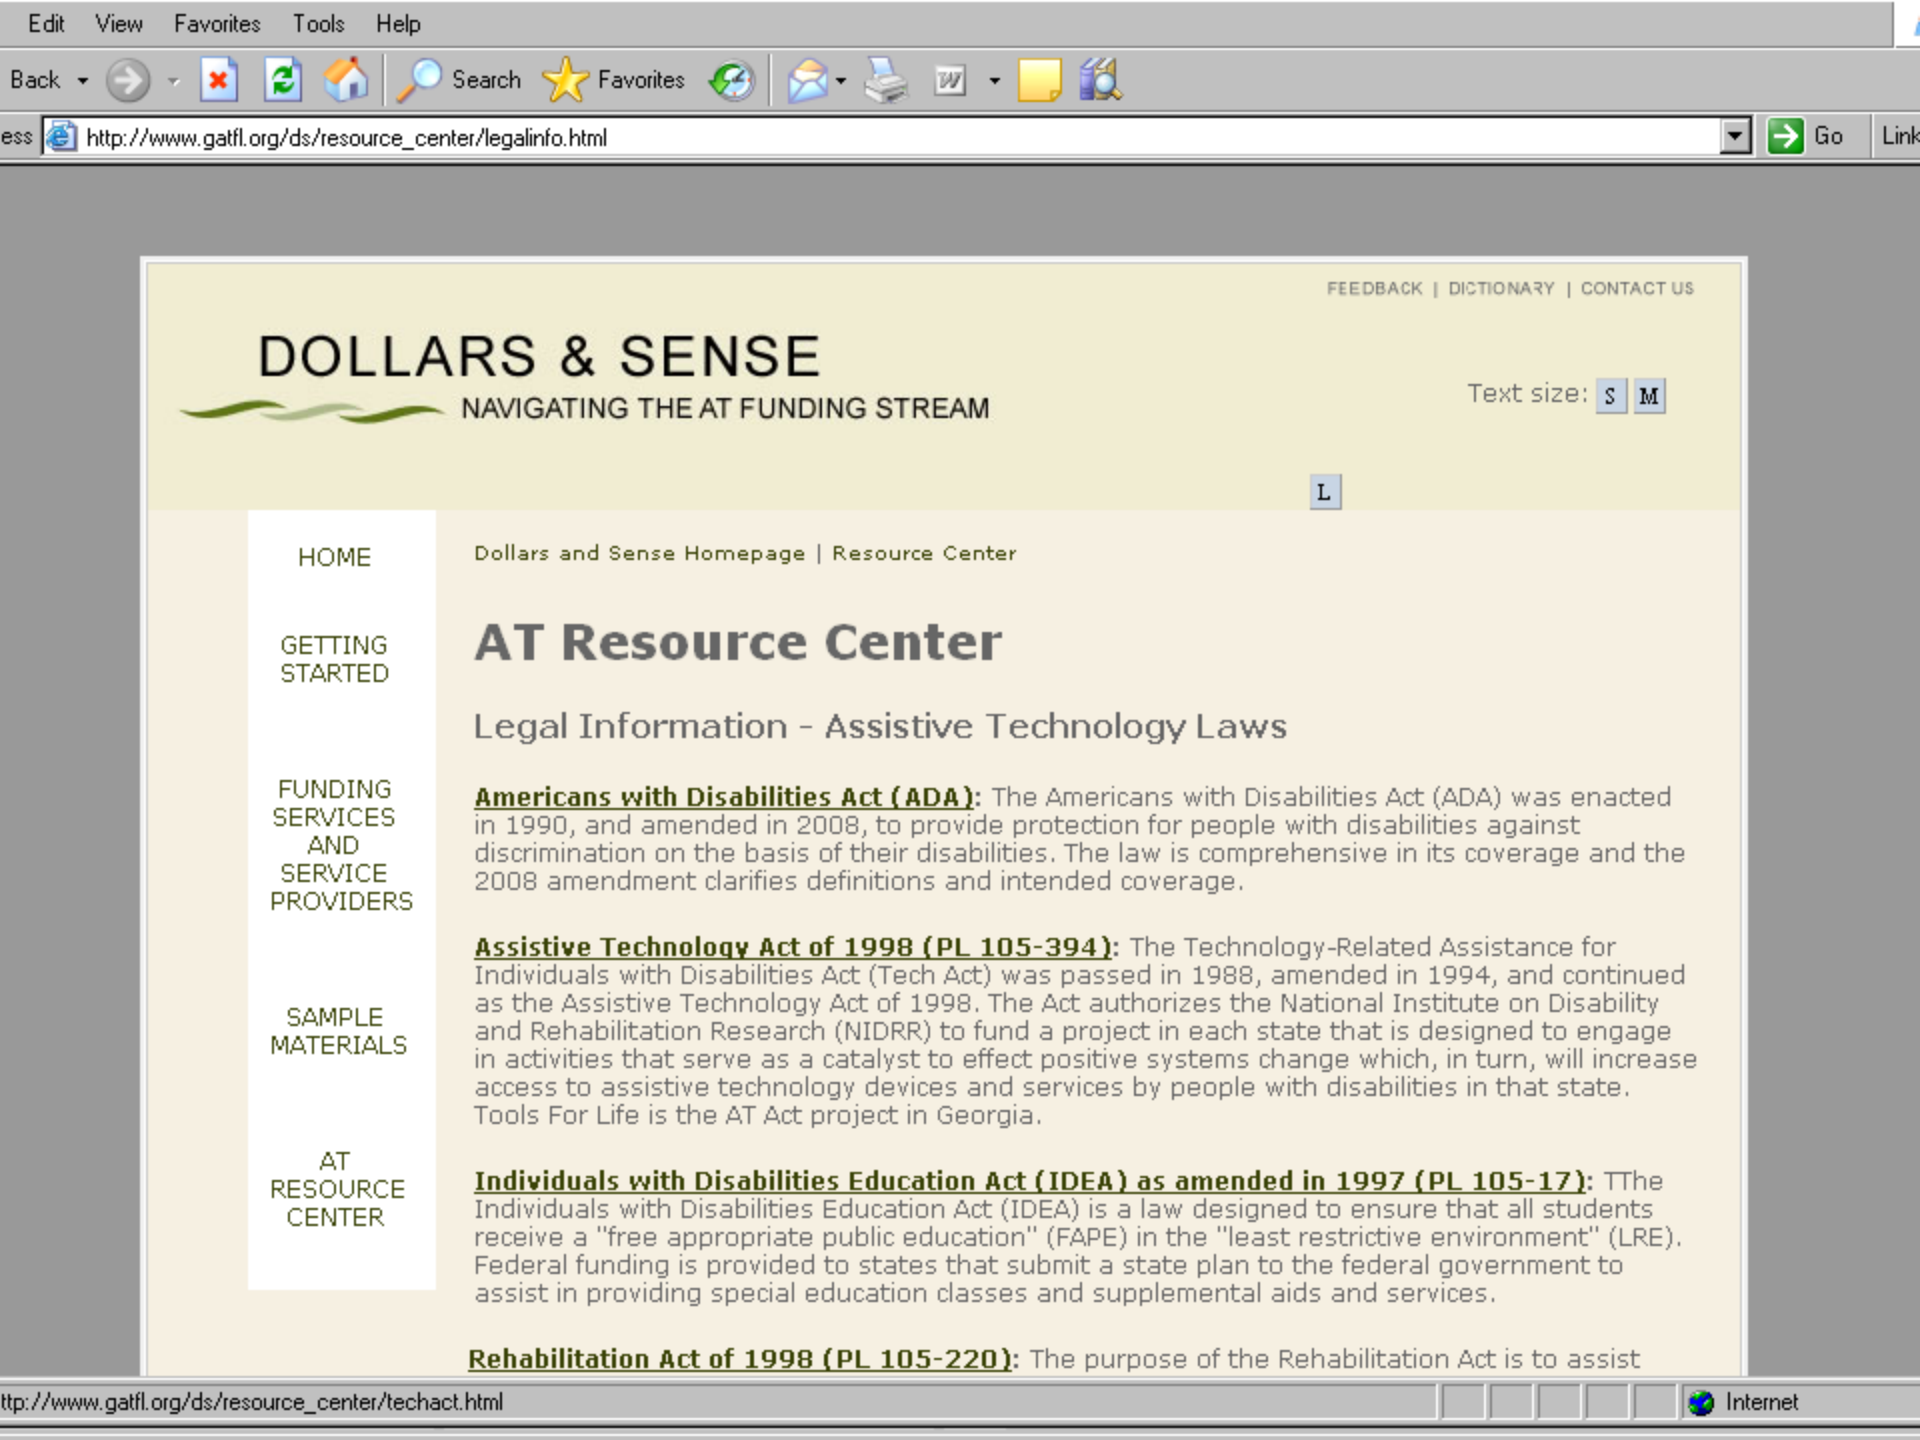 Edit View Favorites Tools Help
Back Search Favorites W
ess http://www.gatfl.org/ds/resource_center/legalinfo.html Go Link
FEEDBACK | DICTIONARY | CONTACT US
DOLLARS & SENSE
NAVIGATING THE AT FUNDING STREAM
Text size: S M
L
HOME
GETTING
STARTED
FUNDING
SERVICES
AND
SERVICE
PROVIDERS
SAMPLE
MATERIALS
AT
RESOURCE
CENTER
Dollars and Sense Homepage | Resource Center
AT Resource Center
Legal Information - Assistive Technology Laws
Americans with Disabilities Act (ADA): The Americans with Disabilities Act (ADA) was enacted
in 1990, and amended in 2008, to provide protection for people with disabilities against
discrimination on the basis of their disabilities. The law is comprehensive in its coverage and the
2008 amendment clarifies definitions and intended coverage.
Assistive Technology Act of 1998 (PL 105-394): The Technology-Related Assistance for
Individuals with Disabilities Act (Tech Act) was passed in 1988, amended in 1994, and continued
as the Assistive Technology Act of 1998. The Act authorizes the National Institute on Disability
and Rehabilitation Research (NIDRR) to fund a project in each state that is designed to engage
in activities that serve as a catalyst to effect positive systems change which, in turn, will increase
access to assistive technology devices and services by people with disabilities in that state.
Tools For Life is the AT Act project in Georgia.
Individuals with Disabilities Education Act (IDEA) as amended in 1997 (PL 105-17): TThe
Individuals with Disabilities Education Act (IDEA) is a law designed to ensure that all students
receive a "free appropriate public education" (FAPE) in the "least restrictive environment" (LRE).
Federal funding is provided to states that submit a state plan to the federal government to
assist in providing special education classes and supplemental aids and services.
Rehabilitation Act of 1998 (PL 105-220): The purpose of the Rehabilitation Act is to assist
ttp://www.gatfl.org/ds/resource_center/techact.html Internet